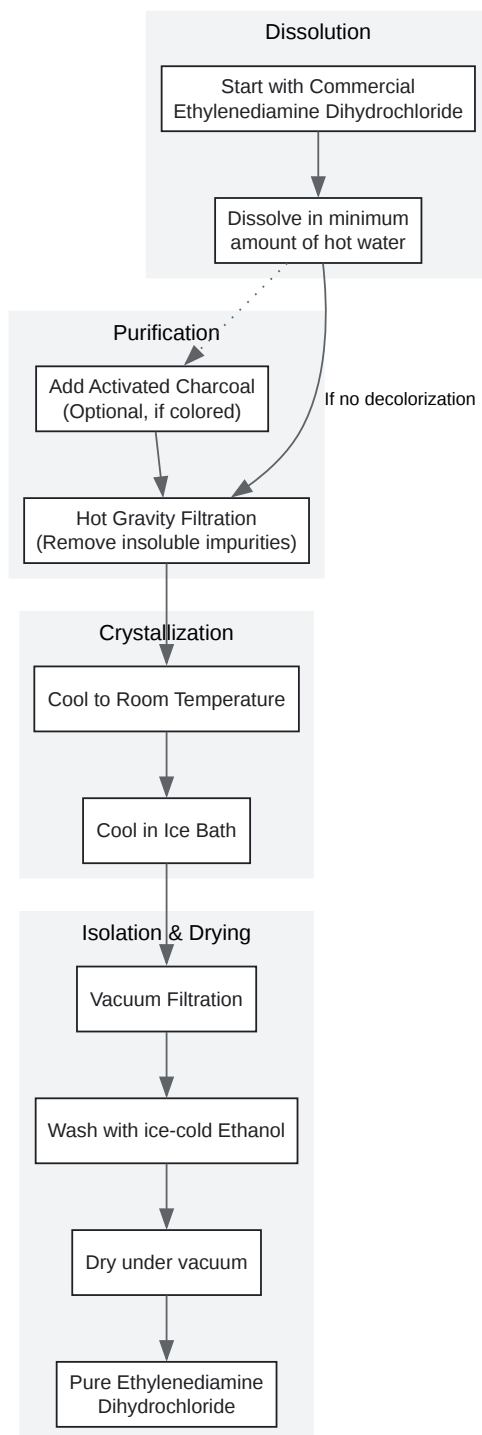 Dissolution
Start with Commercial
Ethylenediamine Dihydrochloride
Dissolve in minimum
amount of hot water
Purification
Add Activated Charcoal
(Optional, if colored)
If no decolorization
Hot Gravity Filtration
(Remove insoluble impurities)
Crystallization
Cool to Room Temperature
Cool in Ice Bath
Isolation & Drying
Vacuum Filtration
Wash with ice-cold Ethanol
Dry under vacuum
Pure Ethylenediamine
Dihydrochloride